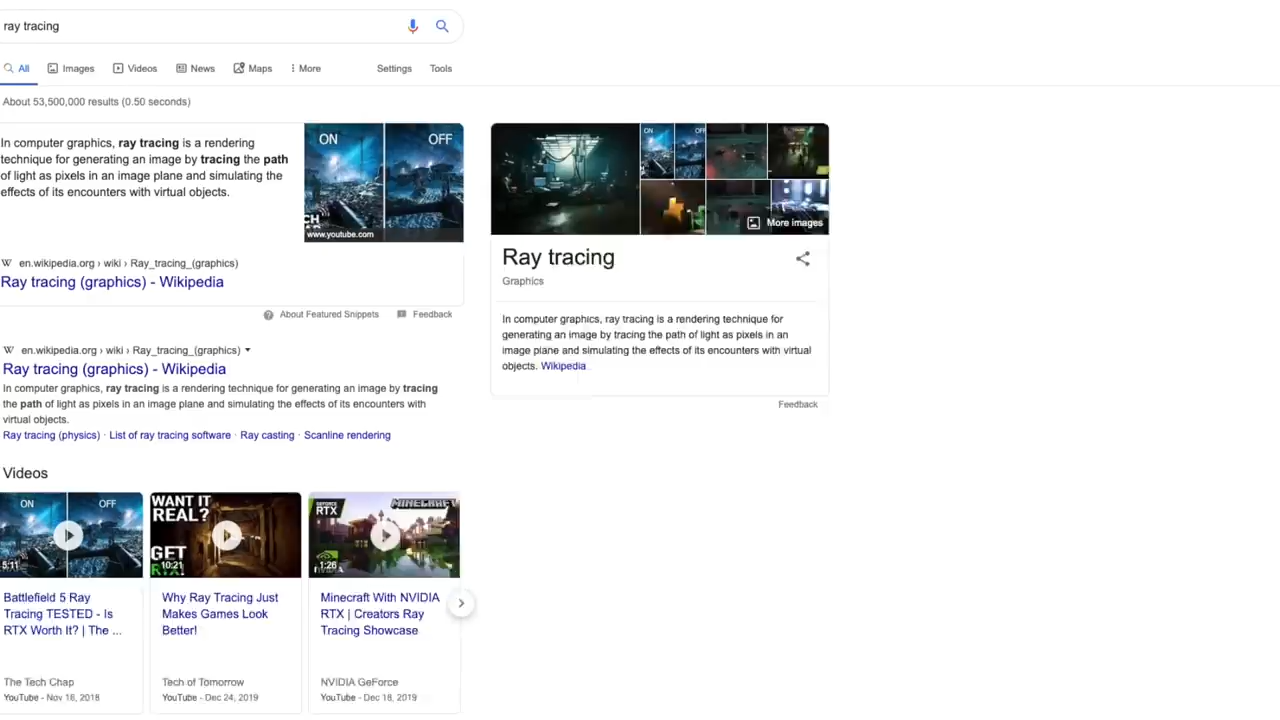 ray tracing
All Images Videos News Maps More Settings Tools
About 53,500,000 results (0.50 seconds)
In computer graphics, ray tracing is a rendering
technique for generating an image by tracing the path
of light as pixels in an image plane and simulating the
effects of its encounters with virtual objects.
ON OFF
www.youtube.com
en.wikipedia.org › wiki › Ray_tracing_(graphics)
Ray tracing (graphics) - Wikipedia
About Featured Snippets Feedback
W en.wikipedia.org › wiki › Ray_tracing_(graphics)
Ray tracing (graphics) - Wikipedia
In computer graphics, ray tracing is a rendering technique for generating an image by tracing
the path of light as pixels in an image plane and simulating the effects of its encounters with
virtual objects.
Ray tracing (physics) · List of ray tracing software · Ray casting · Scanline rendering
Videos
ON OFF
5:11
Battlefield 5 Ray
Tracing TESTED - Is
RTX Worth It? | The ...
The Tech Chap
YouTube - Nov 16, 2018
WANT IT
REAL?
GET
10:21
Why Ray Tracing Just
Makes Games Look
Better!
Tech of Tomorrow
YouTube - Dec 24, 2019
GEFORCE
RTX
MINECRAFT
1:26
Minecraft With NVIDIA
RTX | Creators Ray
Tracing Showcase
NVIDIA GeForce
YouTube - Dec 18, 2019
ON OFF
More images
Ray tracing
Graphics
In computer graphics, ray tracing is a rendering technique for
generating an image by tracing the path of light as pixels in an
image plane and simulating the effects of its encounters with virtual
objects. Wikipedia
Feedback